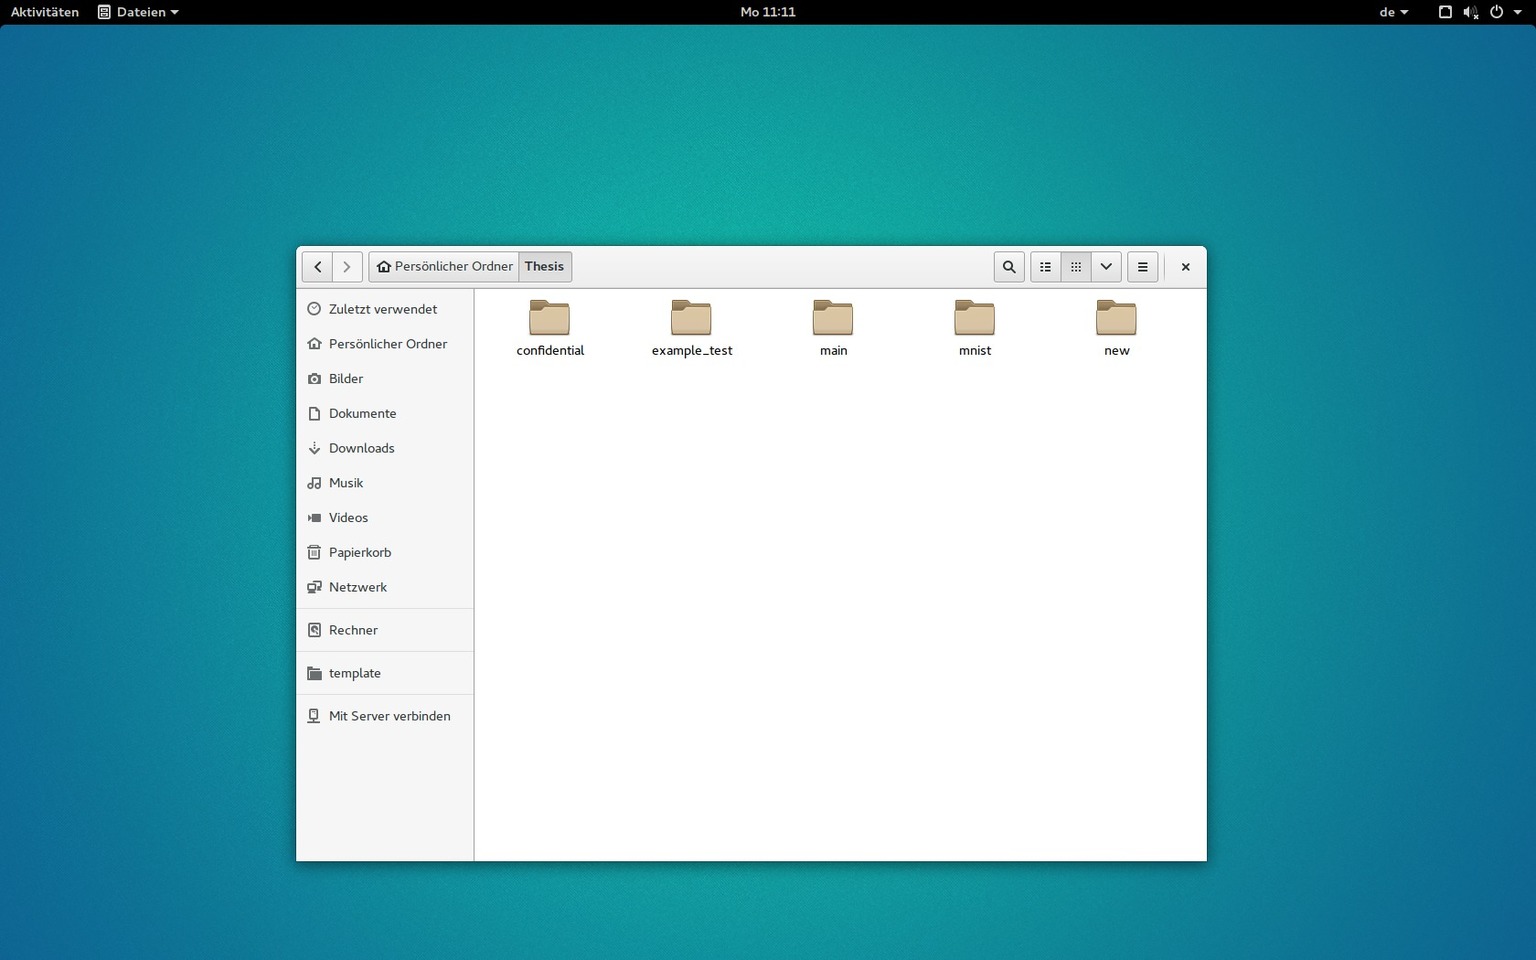 Aktivitäten Dateien Mo 11:11 de
Persönlicher Ordner Thesis
Zuletzt verwendet
Persönlicher Ordner
Bilder
Dokumente
Downloads
Musik
Videos
Papierkorb
Netzwerk
Rechner
template
Mit Server verbinden
confidential example_test main mnist new